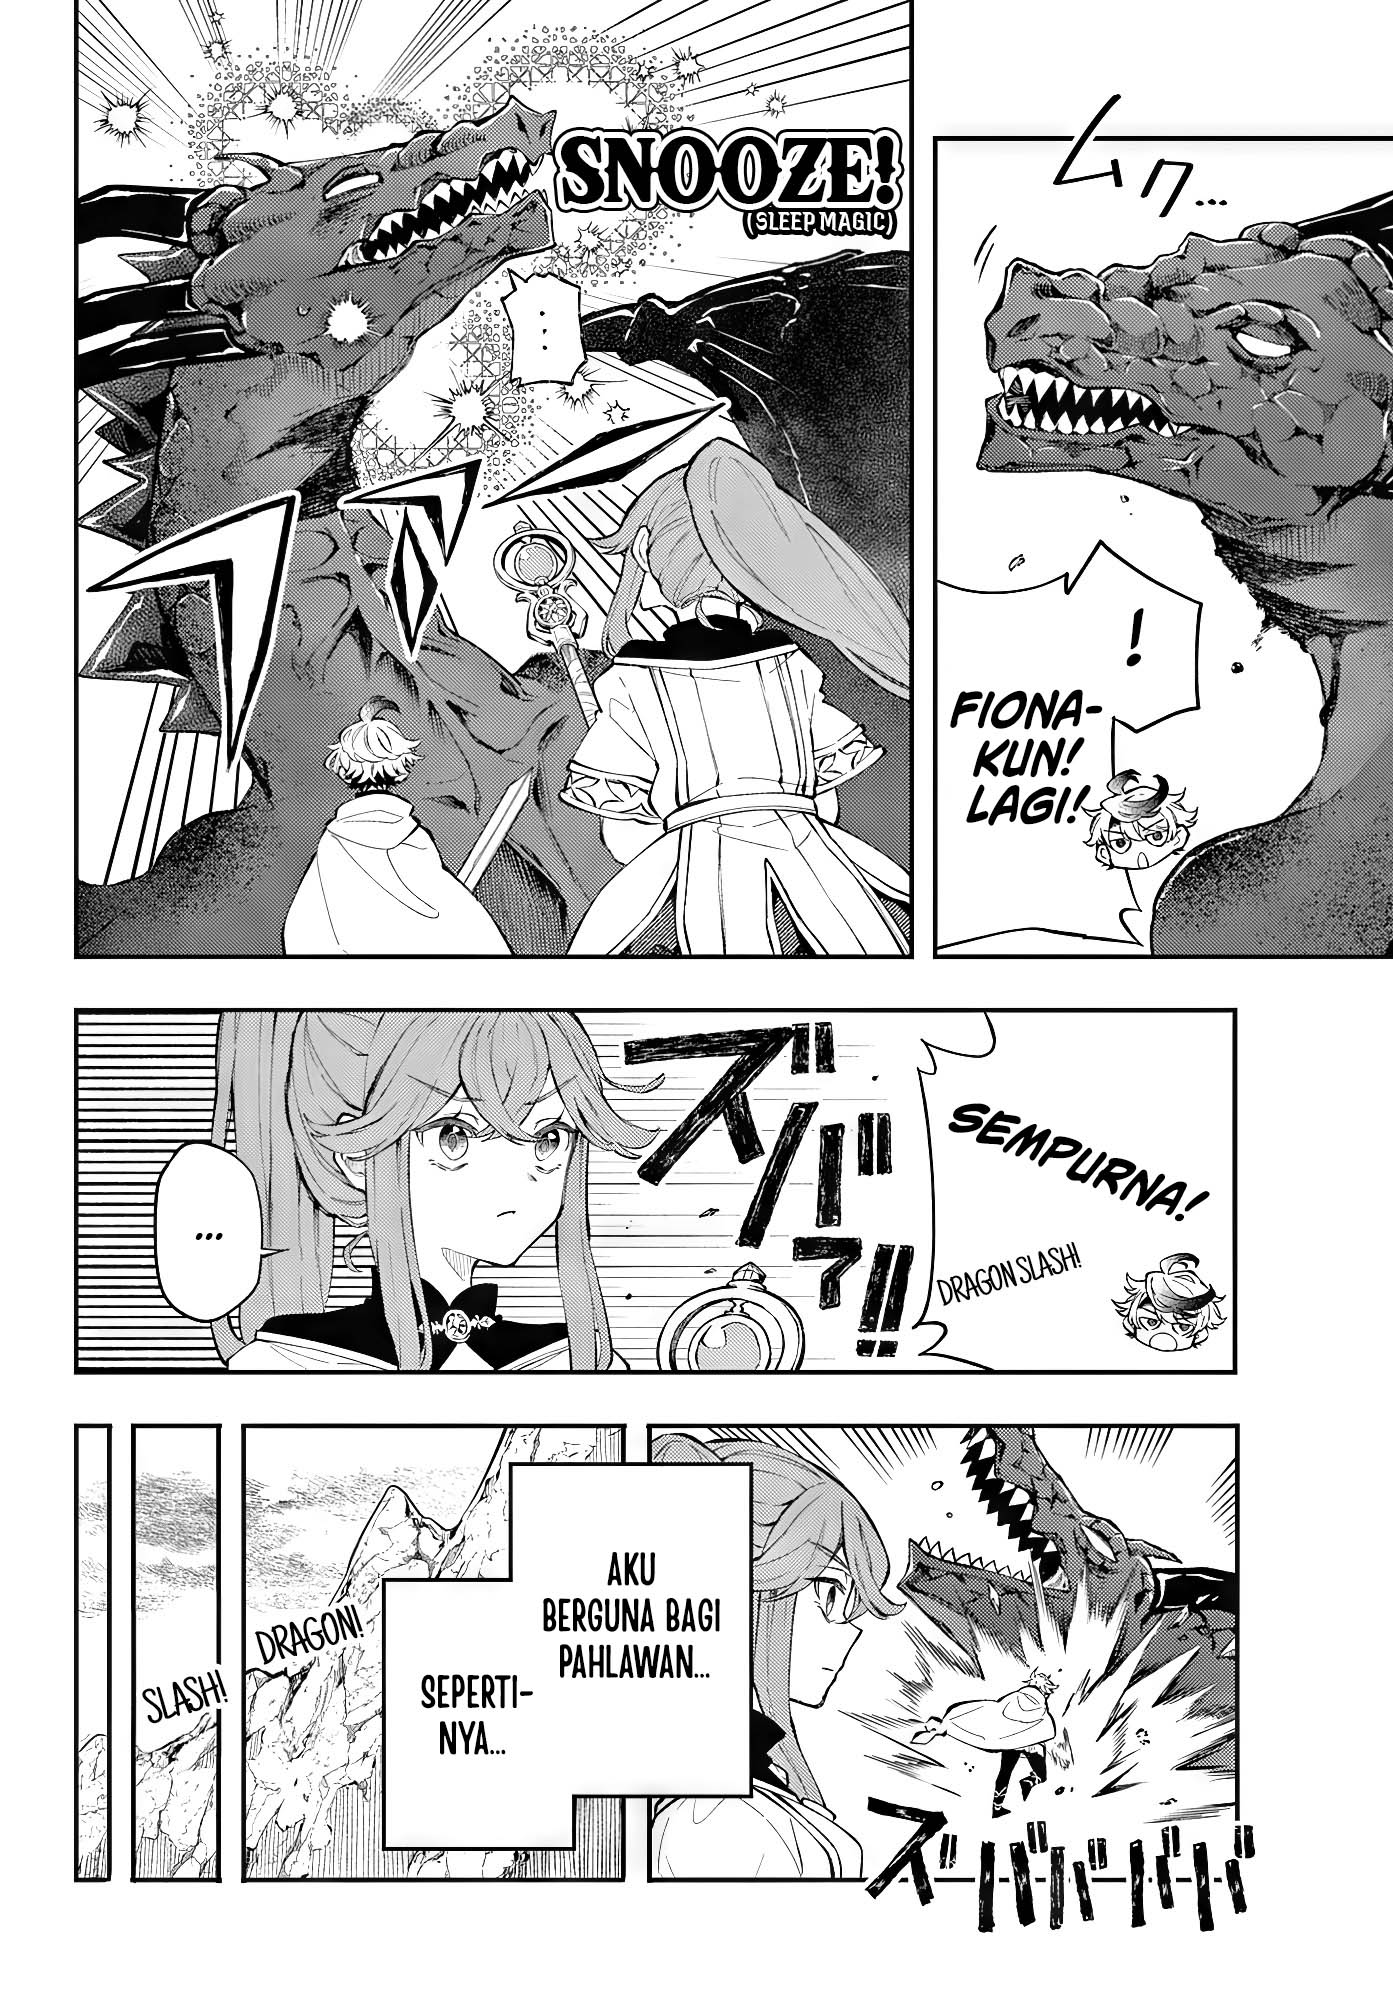 ムク...
!
FIONA-
KUN!
LAGI!
SNOOZE!
(SLEEP MAGIC)
...
SEMPURNA!
DRAGON SLASH!
ズバァ!!
...
ズバババババ
AKU
BERGUNA BAGI
PAHLAWAN...
SEPERTI-
NYA...
DRAGON!
SLASH!